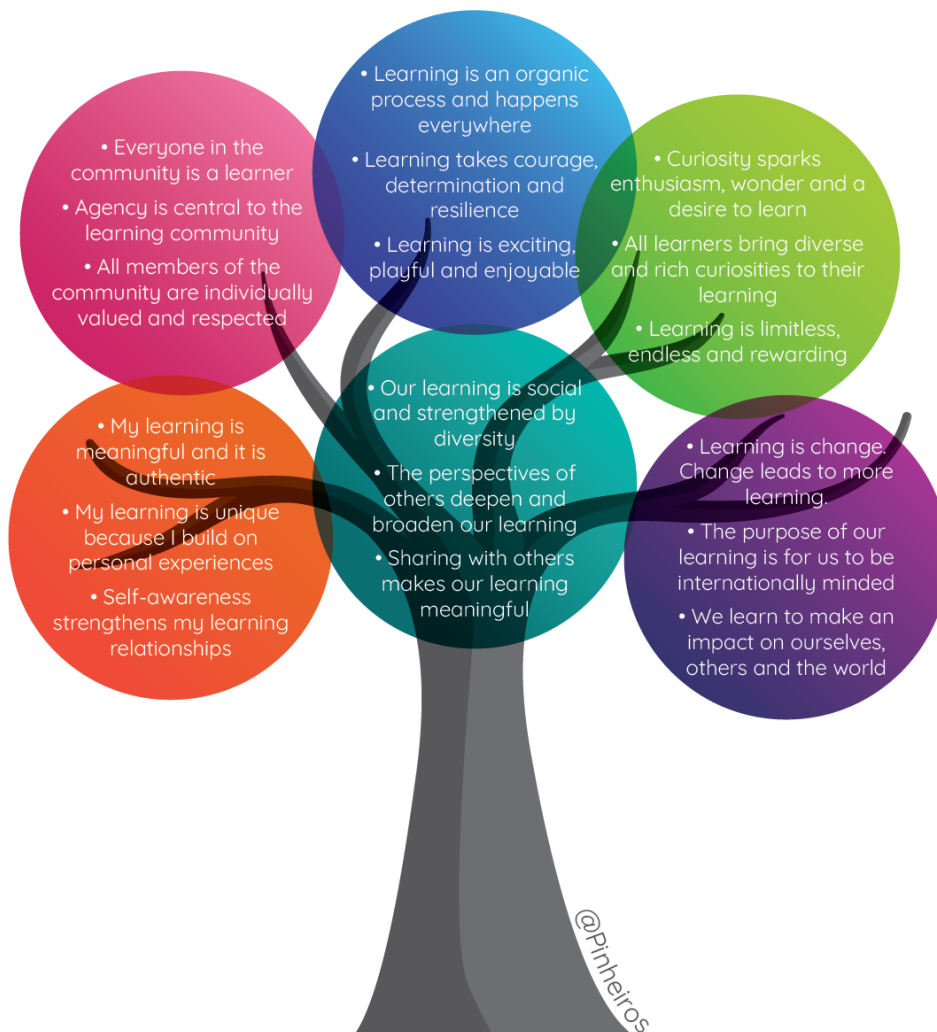 • Everyone in the
community is a learner
• Agency is central to the
learning community
• All members of the
community are individually
valued and respected
• Learning is an organic
process and happens
everywhere
• Learning takes courage,
determination and
resilience
• Learning is exciting,
playful and enjoyable
• Curiosity sparks
enthusiasm, wonder and a
desire to learn
• All learners bring diverse
and rich curiosities to their
learning
• Learning is limitless,
endless and rewarding
• My learning is
meaningful and it is
authentic
• My learning is unique
because I build on
personal experiences
• Self-awareness
strengthens my learning
relationships
• Our learning is social
and strengthened by
diversity
• The perspectives of
others deepen and
broaden our learning
• Sharing with others
makes our learning
meaningful
• Learning is change.
Change leads to more
learning.
• The purpose of our
learning is for us to be
internationally minded
• We learn to make an
impact on ourselves,
others and the world
@Pinheiros